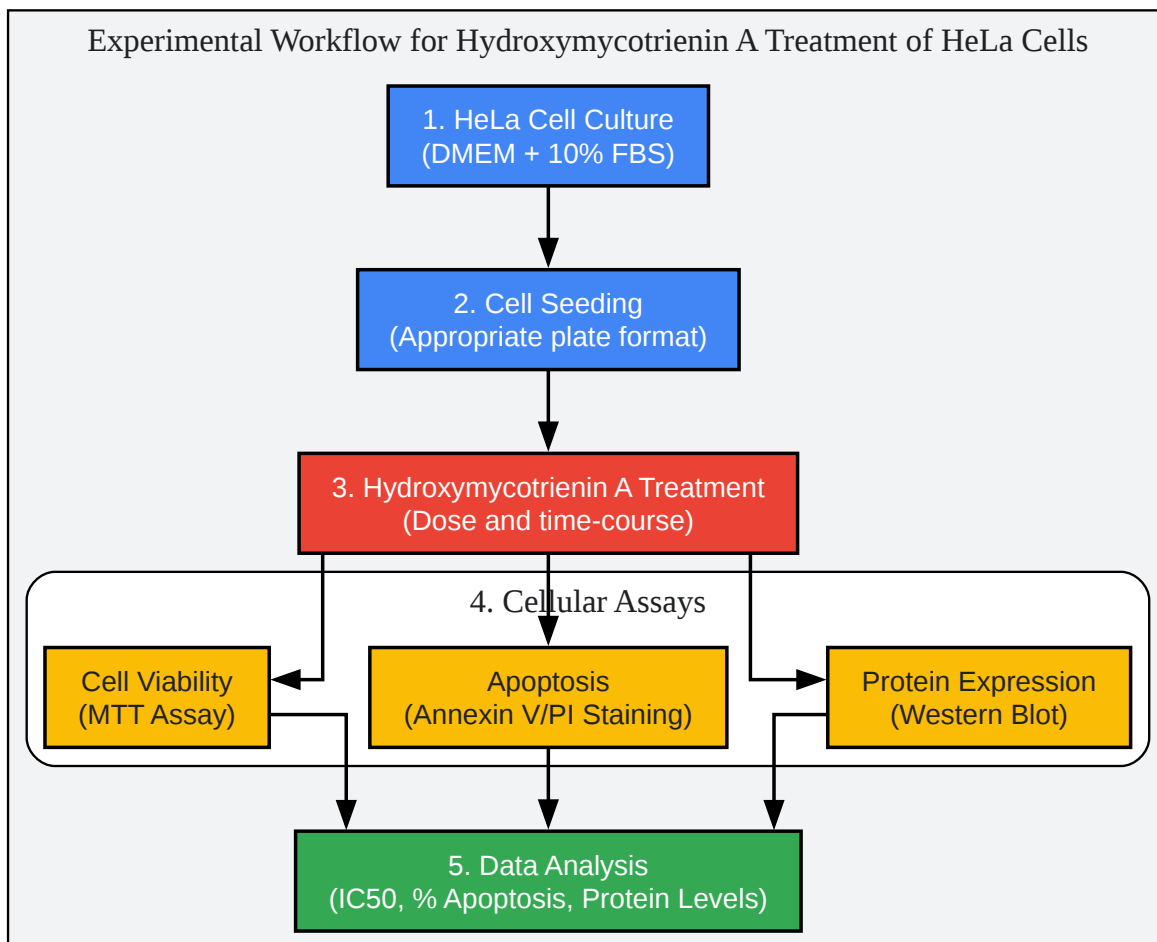 Experimental Workflow for Hydroxymycotrienin A Treatment of HeLa Cells
1. HeLa Cell Culture
(DMEM + 10% FBS)
2. Cell Seeding
(Appropriate plate format)
3. Hydroxymycotrienin A Treatment
(Dose and time-course)
4. Cellular Assays
Cell Viability
(MTT Assay)
Apoptosis
(Annexin V/PI Staining)
Protein Expression
(Western Blot)
5. Data Analysis
(IC50, % Apoptosis, Protein Levels)